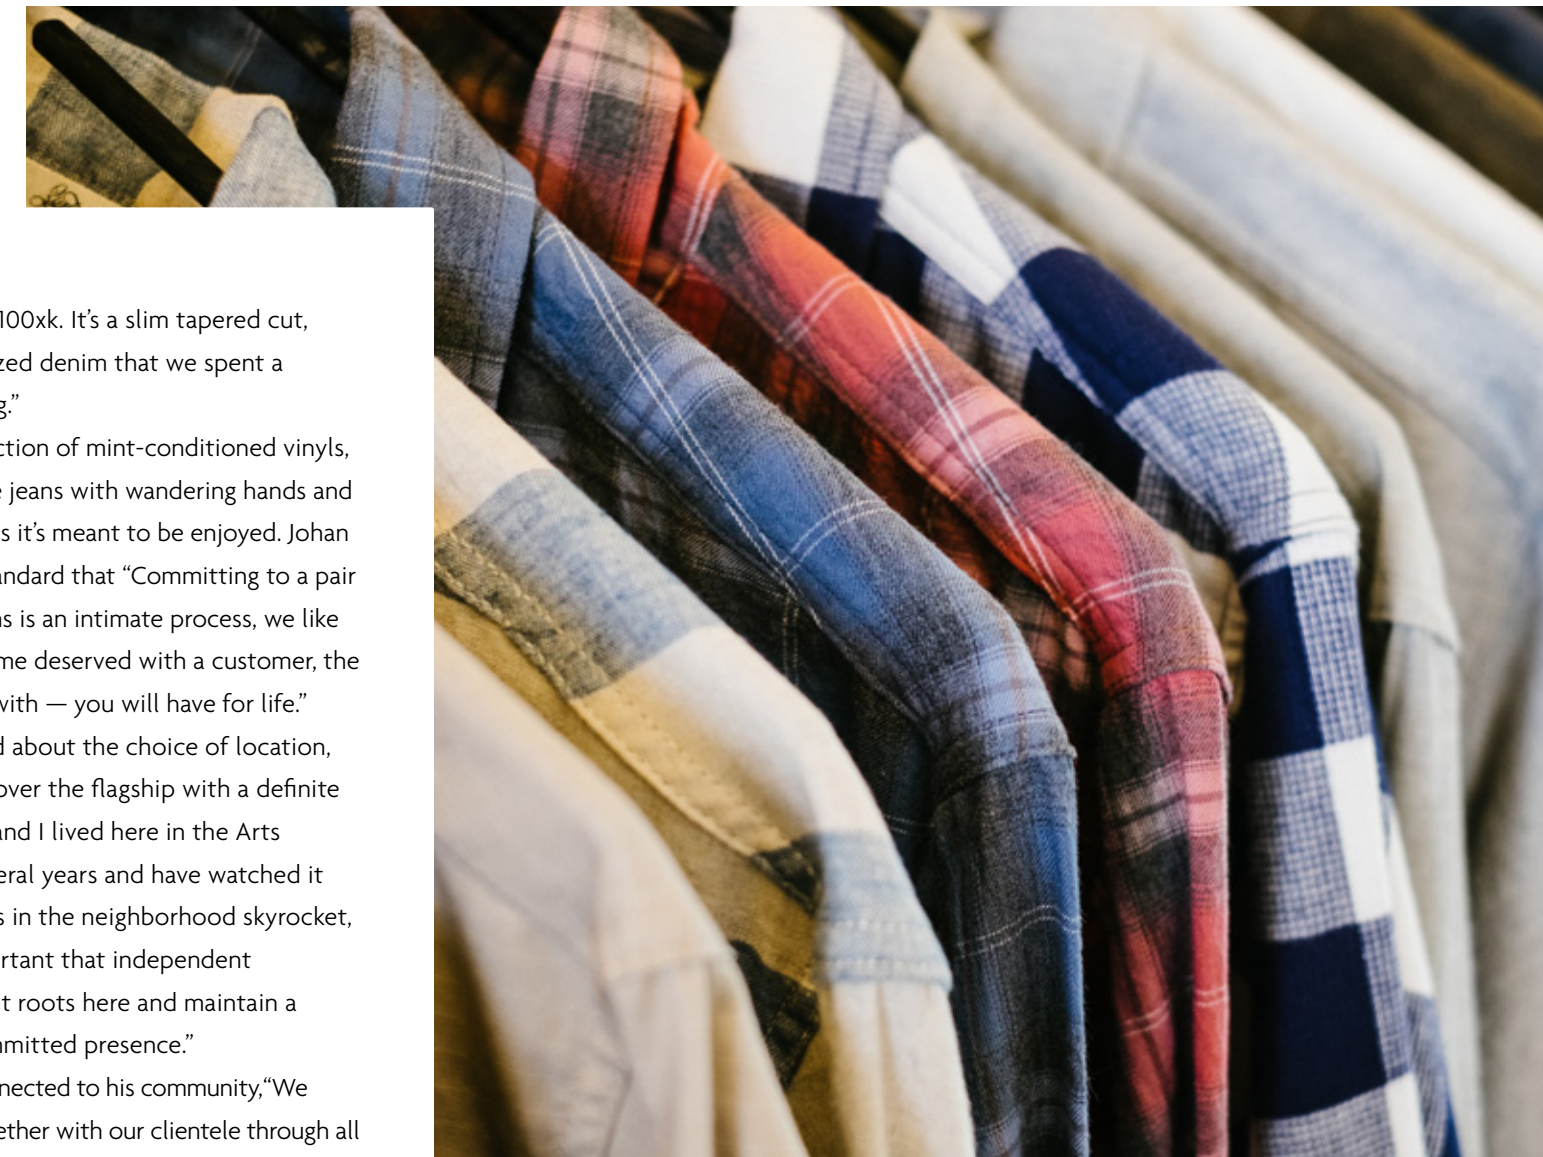 100xk. It’s a slim tapered cut,
zed denim that we spent a
g.”
ction of mint-conditioned vinyls,
e jeans with wandering hands and
s it’s meant to be enjoyed. Johan
andard that “Committing to a pair
ns is an intimate process, we like
me deserved with a customer, the
with — you will have for life.”
d about the choice of location,
over the flagship with a definite
and I lived here in the Arts
eral years and have watched it
s in the neighborhood skyrocket,
rtant that independent
t roots here and maintain a
mmitted presence.”
nnected to his community,“We
ether with our clientele through all